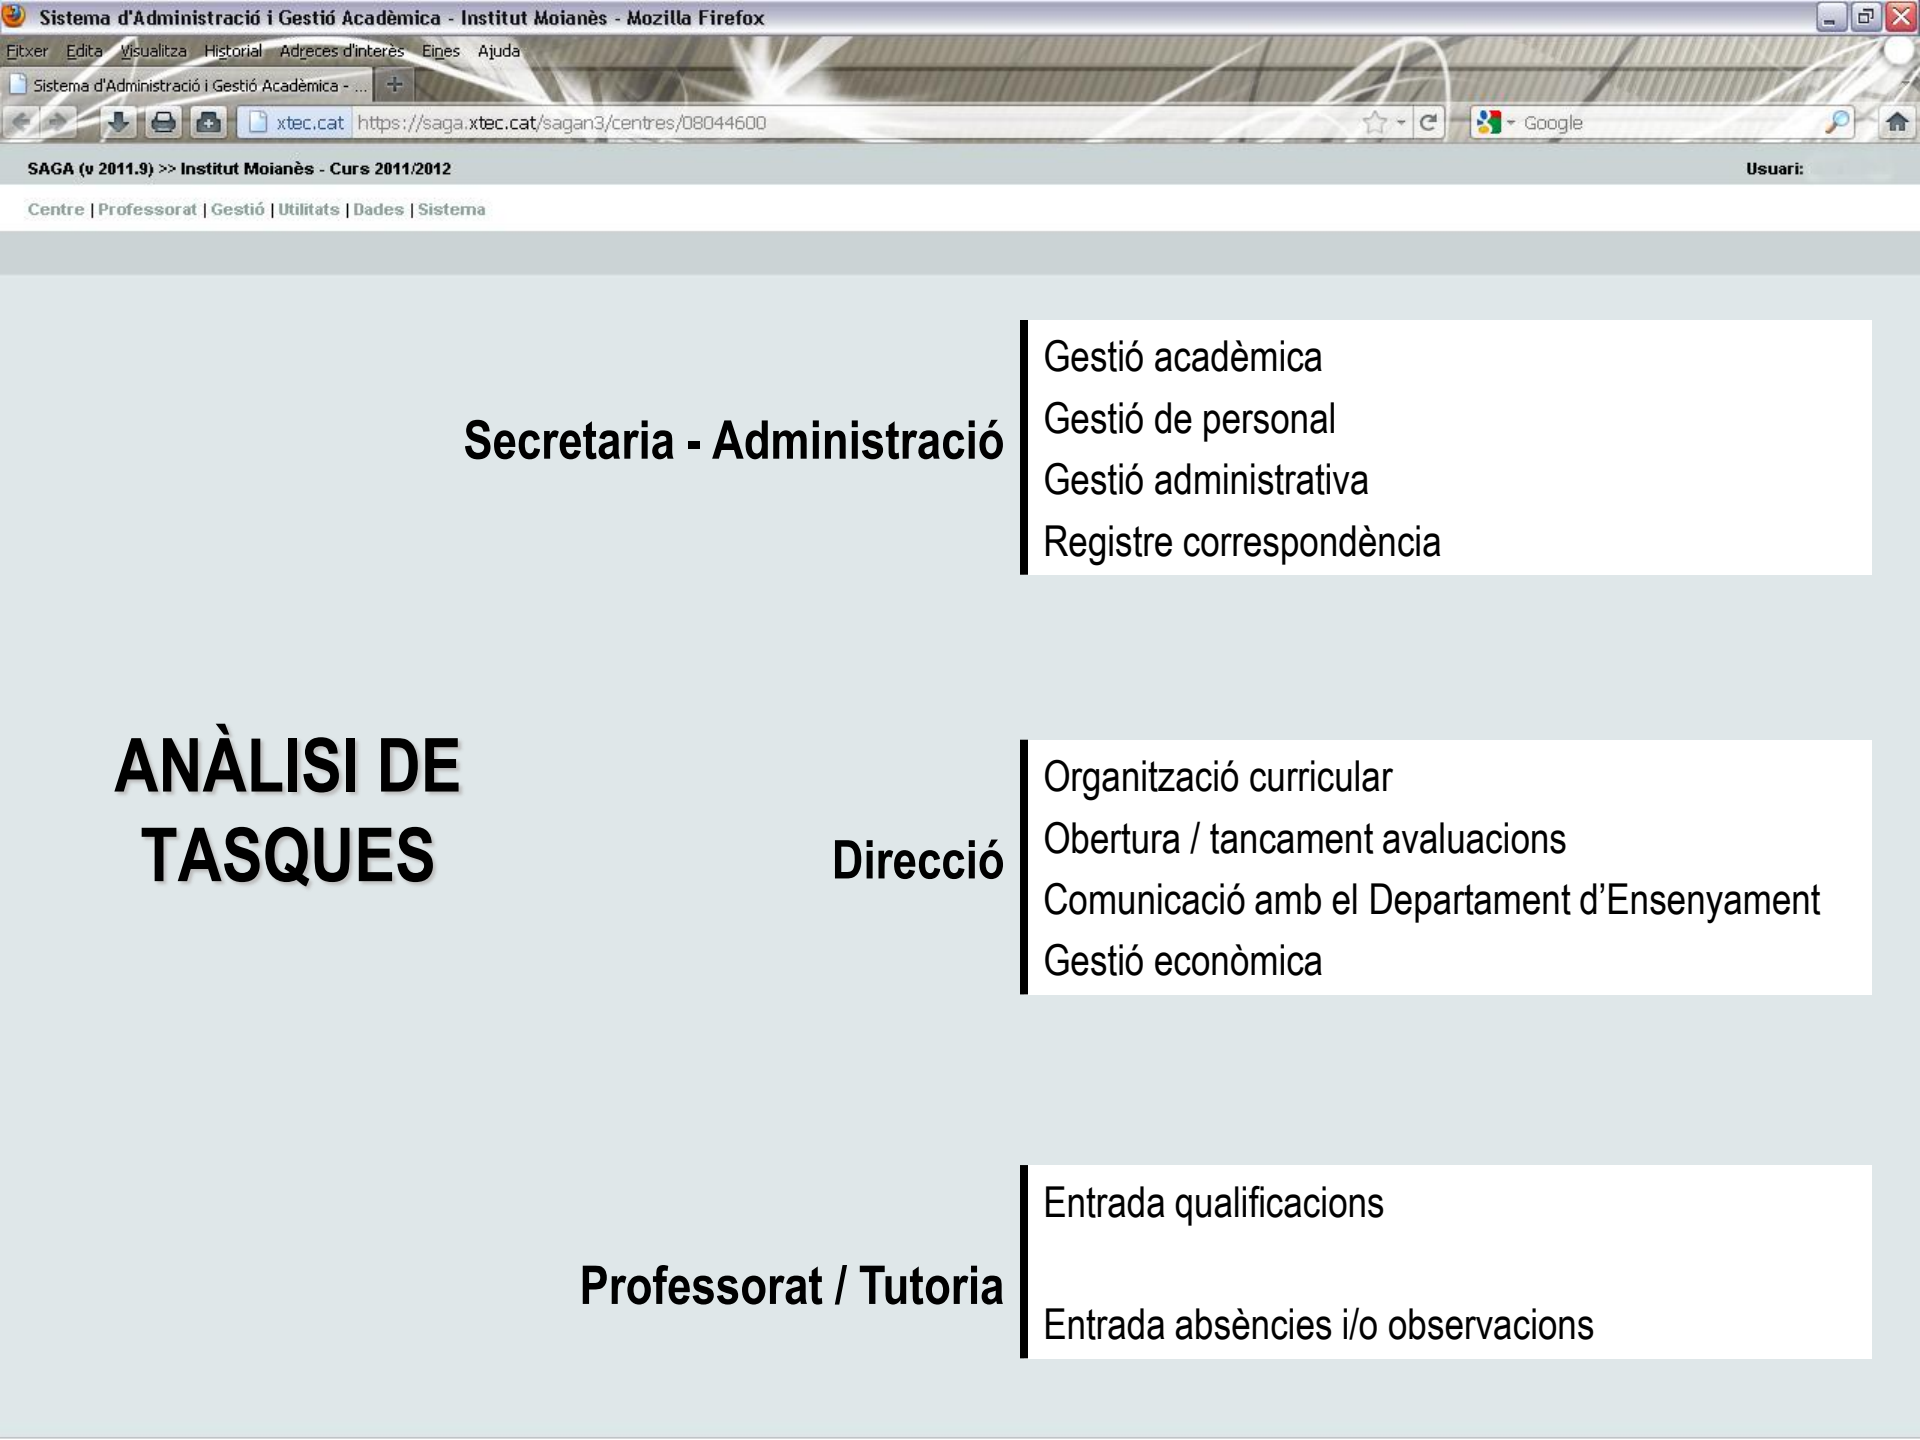 Sistema d'Administració i Gestió Acadèmica - Institut Moianès - Mozilla Firefox
Fitxer Edita Visualitza Historial Adreces d'interès Eines Ajuda
Sistema d'Administració i Gestió Acadèmica - ...
xtec.cat https://saga.xtec.cat/sagan3/centres/08044600 Google
SAGA (v 2011.9) >> Institut Moianès - Curs 2011/2012 Usuari:
Centre | Professorat | Gestió | Utilitats | Dades | Sistema
ANÀLISI DE
TASQUES
Secretaria - Administració
Gestió acadèmica
Gestió de personal
Gestió administrativa
Registre correspondència
Direcció
Organització curricular
Obertura / tancament avaluacions
Comunicació amb el Departament d’Ensenyament
Gestió econòmica
Professorat / Tutoria
Entrada qualificacions
Entrada absències i/o observacions